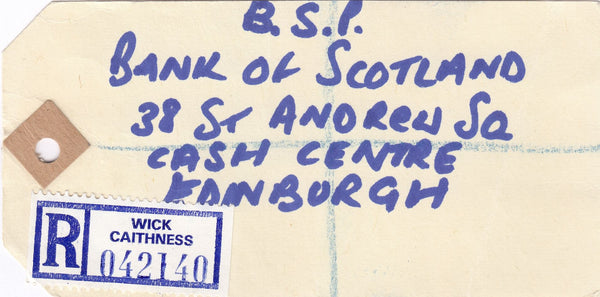 B.S.P.
BANK OF SCOTLAND
38 ST ANDREW SQ
CASH CENTRE
EDINBURGH
R
WICK
CAITHNESS
042140